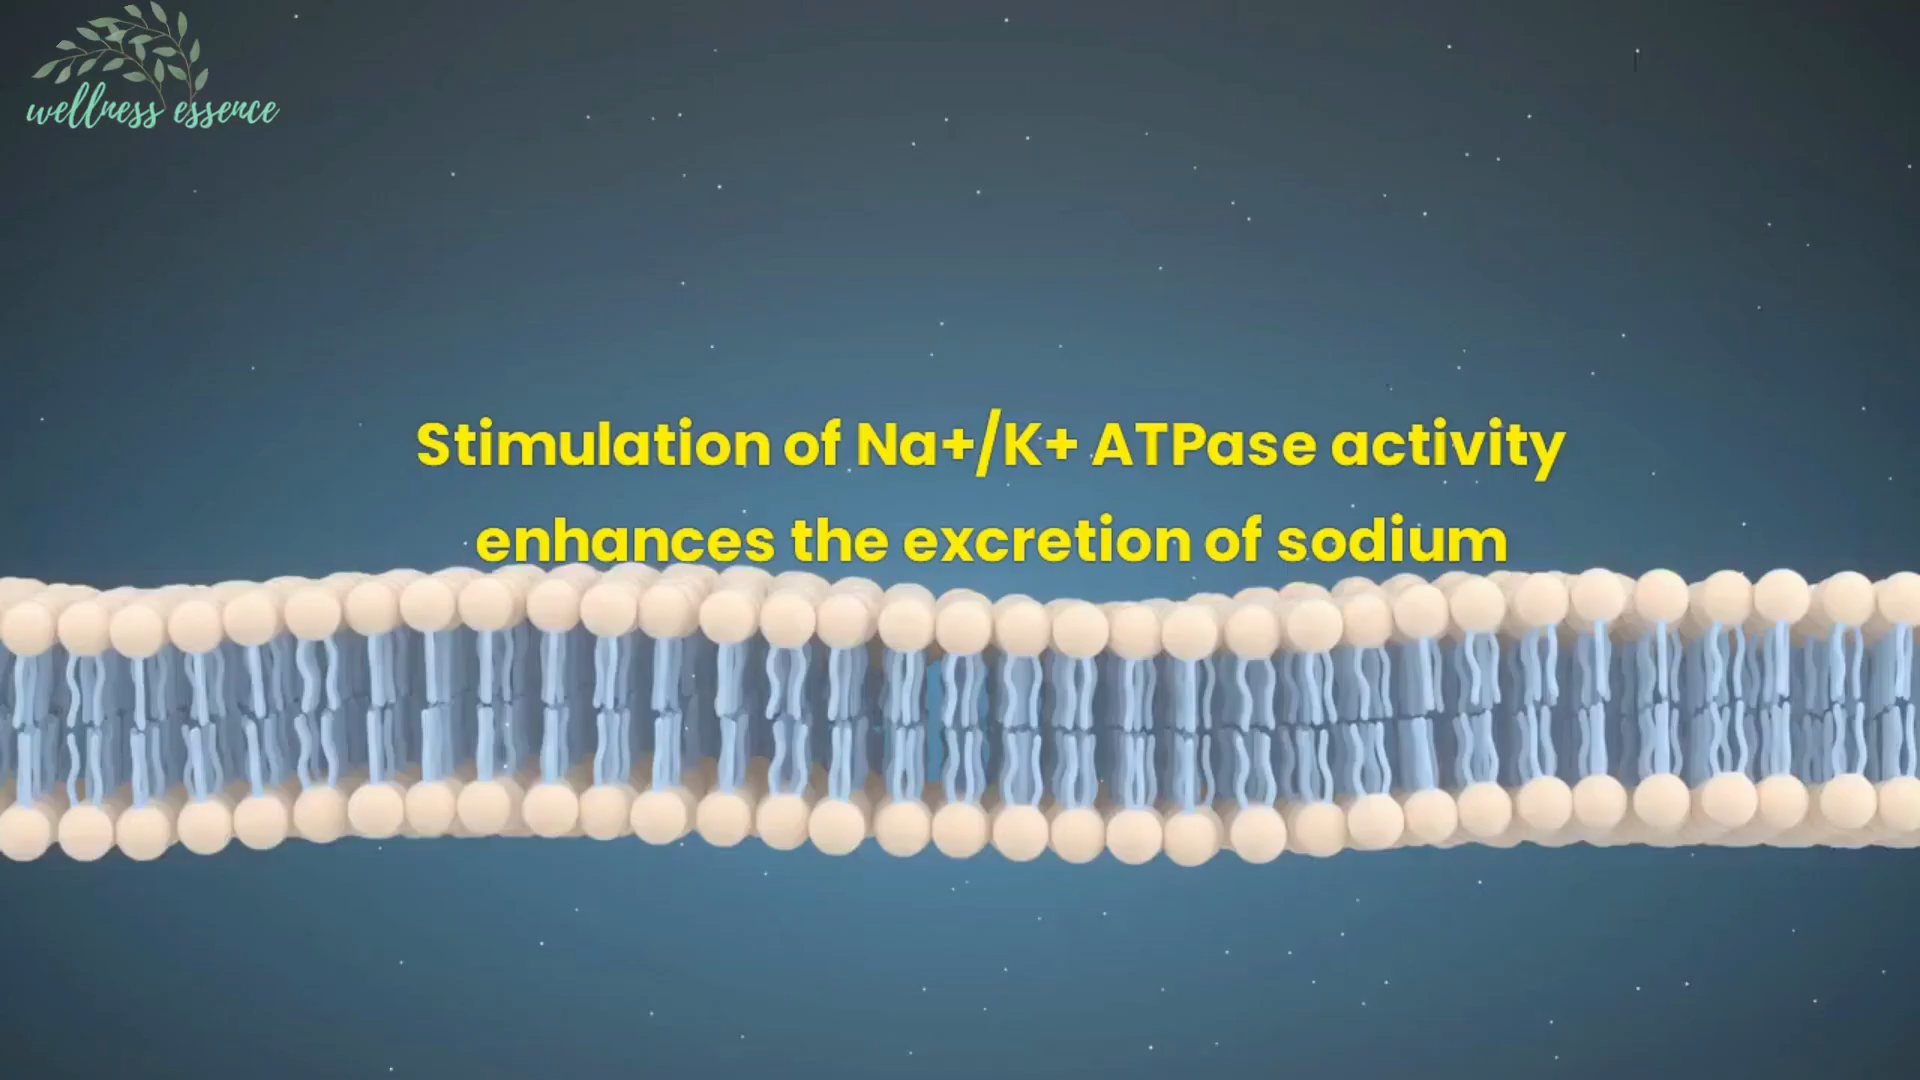 wellness essence
Stimulation of Na+/K+ ATPase activity
enhances the excretion of sodium